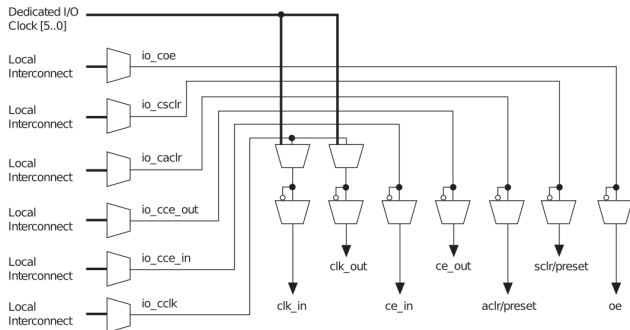 Dedicated I/O
Clock [5..0]
Local
Interconnect
io_coe
Local
Interconnect
io_csclr
Local
Interconnect
io_caclr
Local
Interconnect
io_cce_out
Local
Interconnect
io_cce_in
Local
Interconnect
io_cclk
clk_out
ce_out
sclr/preset
clk_in
ce_in
aclr/preset
oe